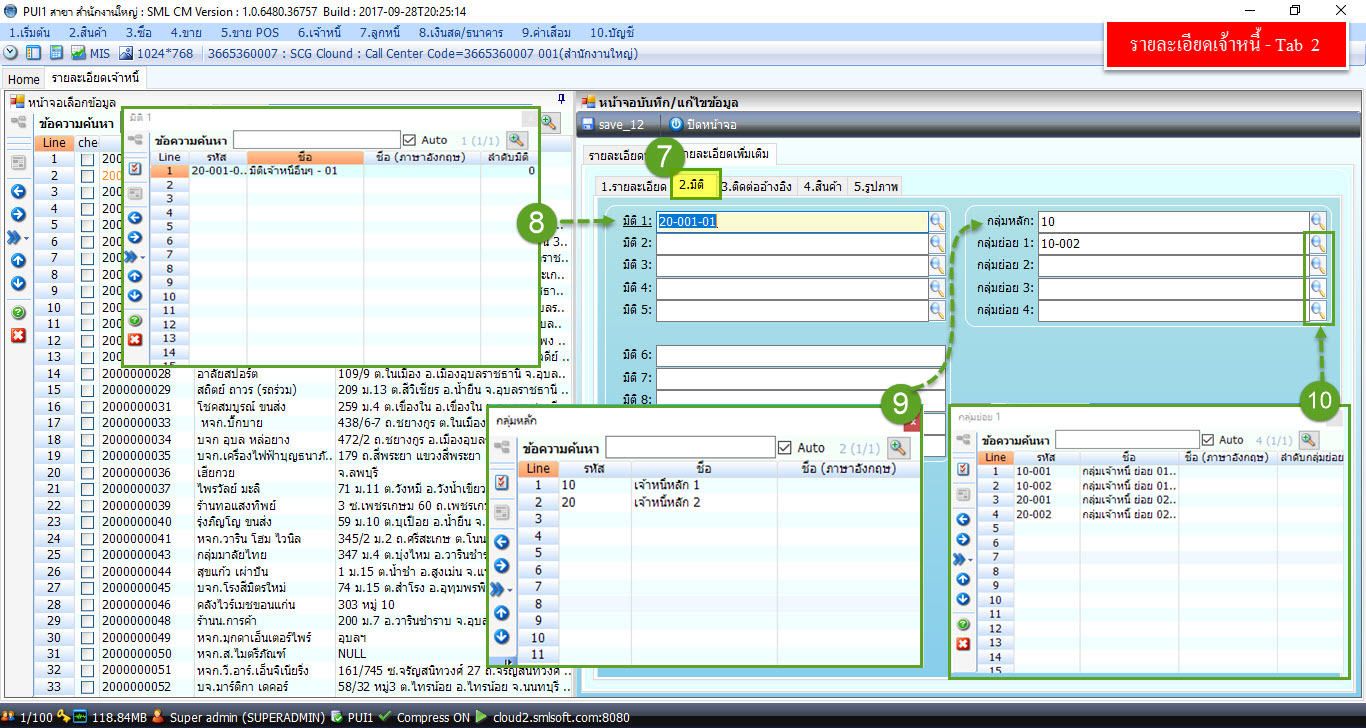 PUI1 สาขา สำนักงานใหญ่ : SML CM Version : 1.0.6480.36757 Build : 2017-09-28T20:25:14
1.เริ่มต้น 2.สินค้า 3.ซื้อ 4.ขาย 5.ขาย POS 6.เจ้าหนี้ 7.ลูกหนี้ 8.เงินสด/ธนาคาร 9.ค่าเสื่อม 10.บัญชี
MIS 1024*768 3665360007 : SCG Clound : Call Center Code=3665360007 001(สำนักงานใหญ่)
รายละเอียดเจ้าหนี้ - Tab 2
Home รายละเอียดเจ้าหนี้
หน้าจอเลือกข้อมูล
ข้อความค้นหา
Line che
1 200
2 200
3 200
4 200
5 200
6 200
7 200
8 200
9 200
10 200
11 200
12 200
13 200
14 2000000028 อาลัยสปอร์ต 109/9 ต.ในเมือง อ.เมืองอุบลราชธานี จ.อุบล..
15 2000000029 สถิตย์ ถาวร (รถร่วม) 209 ม.13 ต.สีวิเชียร อ.น้ำยืน จ.อุบลราชธานี ..
16 2000000031 โชคสมบูรณ์ ขนส่ง 259 ม.4 ต.เขื่องใน อ.เขื่องใน
17 2000000033 หจก.บิ๊กบาย 438/6-7 ถ.ชยางกูร ต.ในเมือง
18 2000000034 บจก อุบล หล่อยาง 472/2 ถ.ชยางกูร อ.เมืองอุบล
19 2000000035 บจก.เครื่องไฟฟ้าบุญธนาภั.. 179 ถ.สี่พระยา แขวงสี่พระยา
20 2000000036 เฮียกวย จ.ลพบุรี
21 2000000037 ไพรวัลย์ มะลิ 71 ม.11 ต.วังหมี อ.วังน้ำเขียว
22 2000000039 ร้านทอแสงทิพย์ 3 ซ.เพชรเกษม 60 ถ.เพชรเกษ
23 2000000040 รุ่งภิญโญ ขนส่ง 59 ม.10 ต.บุเปือย อ.น้ำยืน จ.
24 2000000041 หจก.วาริน โฮม ไวนิล 345/2 ม.2 ถ.ศรีสะเกษ ต.โนน
25 2000000043 กลุ่มมาลัยไทย 347 ม.4 ต.บุ่งไหม อ.วารินชำร
26 2000000044 สุขแก้ว เผ่าปัน 1 ม.15 ต.น้ำชำ อ.สูงเม่น จ.แพ
27 2000000045 บจก.โรงสีมิตรใหม่ 74 ม.15 ต.สำโรง อ.อุทุมพรพิ
28 2000000046 คลังไวร์เมชขอนแก่น 303 หมู่ 10
29 2000000048 ร้านน.การค้า 200 ม.7 อ.วารินชำราบ จ.อุบล
30 2000000049 หจก.มุกดาเอ็นเตอร์ไพร์ อุบลฯ
31 2000000050 หจก.ส.ไมตรีภัณฑ์ NULL
32 2000000051 หจก.วี.อาร์.เอ็นจิเนียริ่ง 161/745 ซ.จรัญสนิทวงศ์ 27 ถ.จรัญสนิทวงศ์ ..
33 2000000052 บจ.มาร์ดิกา เดคอร์ 58/32 หมู่3 ต.ไทรน้อย อ.ไทรน้อย จ.นนทบุรี ..
มิติ 1
ข้อความค้นหา Auto 1 (1/1)
Line รหัส ชื่อ ชื่อ (ภาษาอังกฤษ) ลำดับมิติ
1 20-001-0.. มิติเจ้าหนี้อื่นๆ - 01 0
2
3
4
5
6
7
8
9
10
11
12
13
14
15
หน้าจอบันทึก/แก้ไขข้อมูล
save_12 ปิดหน้าจอ
รายละเอียด 7 รายละเอียดเพิ่มเติม
1.รายละเอียด 2.มิติ 3.ติดต่ออ้างอิง 4.สินค้า 5.รูปภาพ
8
มิติ 1: 20-001-01
มิติ 2:
มิติ 3:
มิติ 4:
มิติ 5:
มิติ 6:
มิติ 7:
มิติ 8:
กลุ่มหลัก: 10
กลุ่มย่อย 1: 10-002
กลุ่มย่อย 2:
กลุ่มย่อย 3:
กลุ่มย่อย 4:
9
10
กลุ่มหลัก
ข้อความค้นหา Auto 2 (1/1)
Line รหัส ชื่อ ชื่อ (ภาษาอังกฤษ)
1 10 เจ้าหนี้หลัก 1
2 20 เจ้าหนี้หลัก 2
3
4
5
6
7
8
9
10
11
กลุ่มย่อย 1
ข้อความค้นหา Auto 4 (1/1)
Line รหัส ชื่อ ชื่อ (ภาษาอังกฤษ) ลำดับกลุ่มย่อย
1 10-001 กลุ่มเจ้าหนี้ ย่อย 01..
2 10-002 กลุ่มเจ้าหนี้ ย่อย 01..
3 20-001 กลุ่มเจ้าหนี้ ย่อย 02..
4 20-002 กลุ่มเจ้าหนี้ ย่อย 02..
5
6
7
8
9
10
11
12
13
14
15
1/100 118.84MB Super admin (SUPERADMIN) PUI1 Compress ON cloud2.smlsoft.com:8080